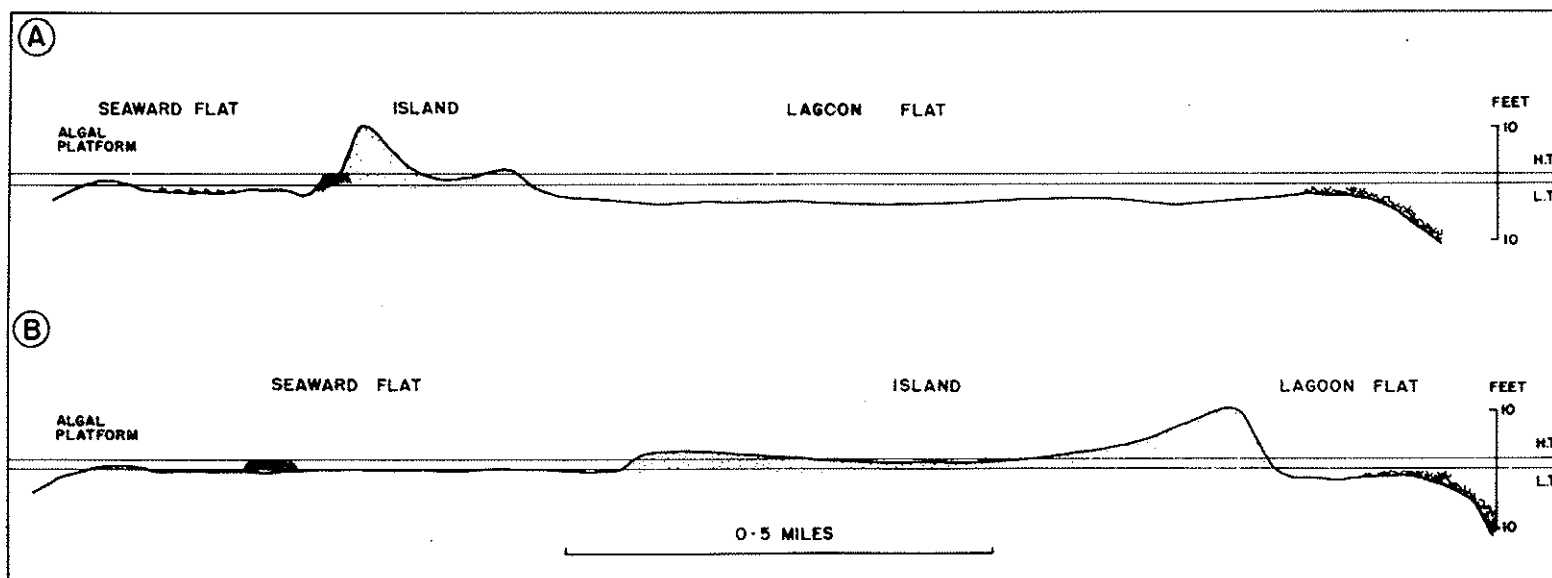 A
SEAWARD FLAT ISLAND LAGCON FLAT FEET
ALGAL
PLATFORM
10
H.T
L.T
10
B
SEAWARD FLAT ISLAND LAGOON FLAT FEET
ALGAL
PLATFORM
10
H.T
L.T
10
0·5 MILES